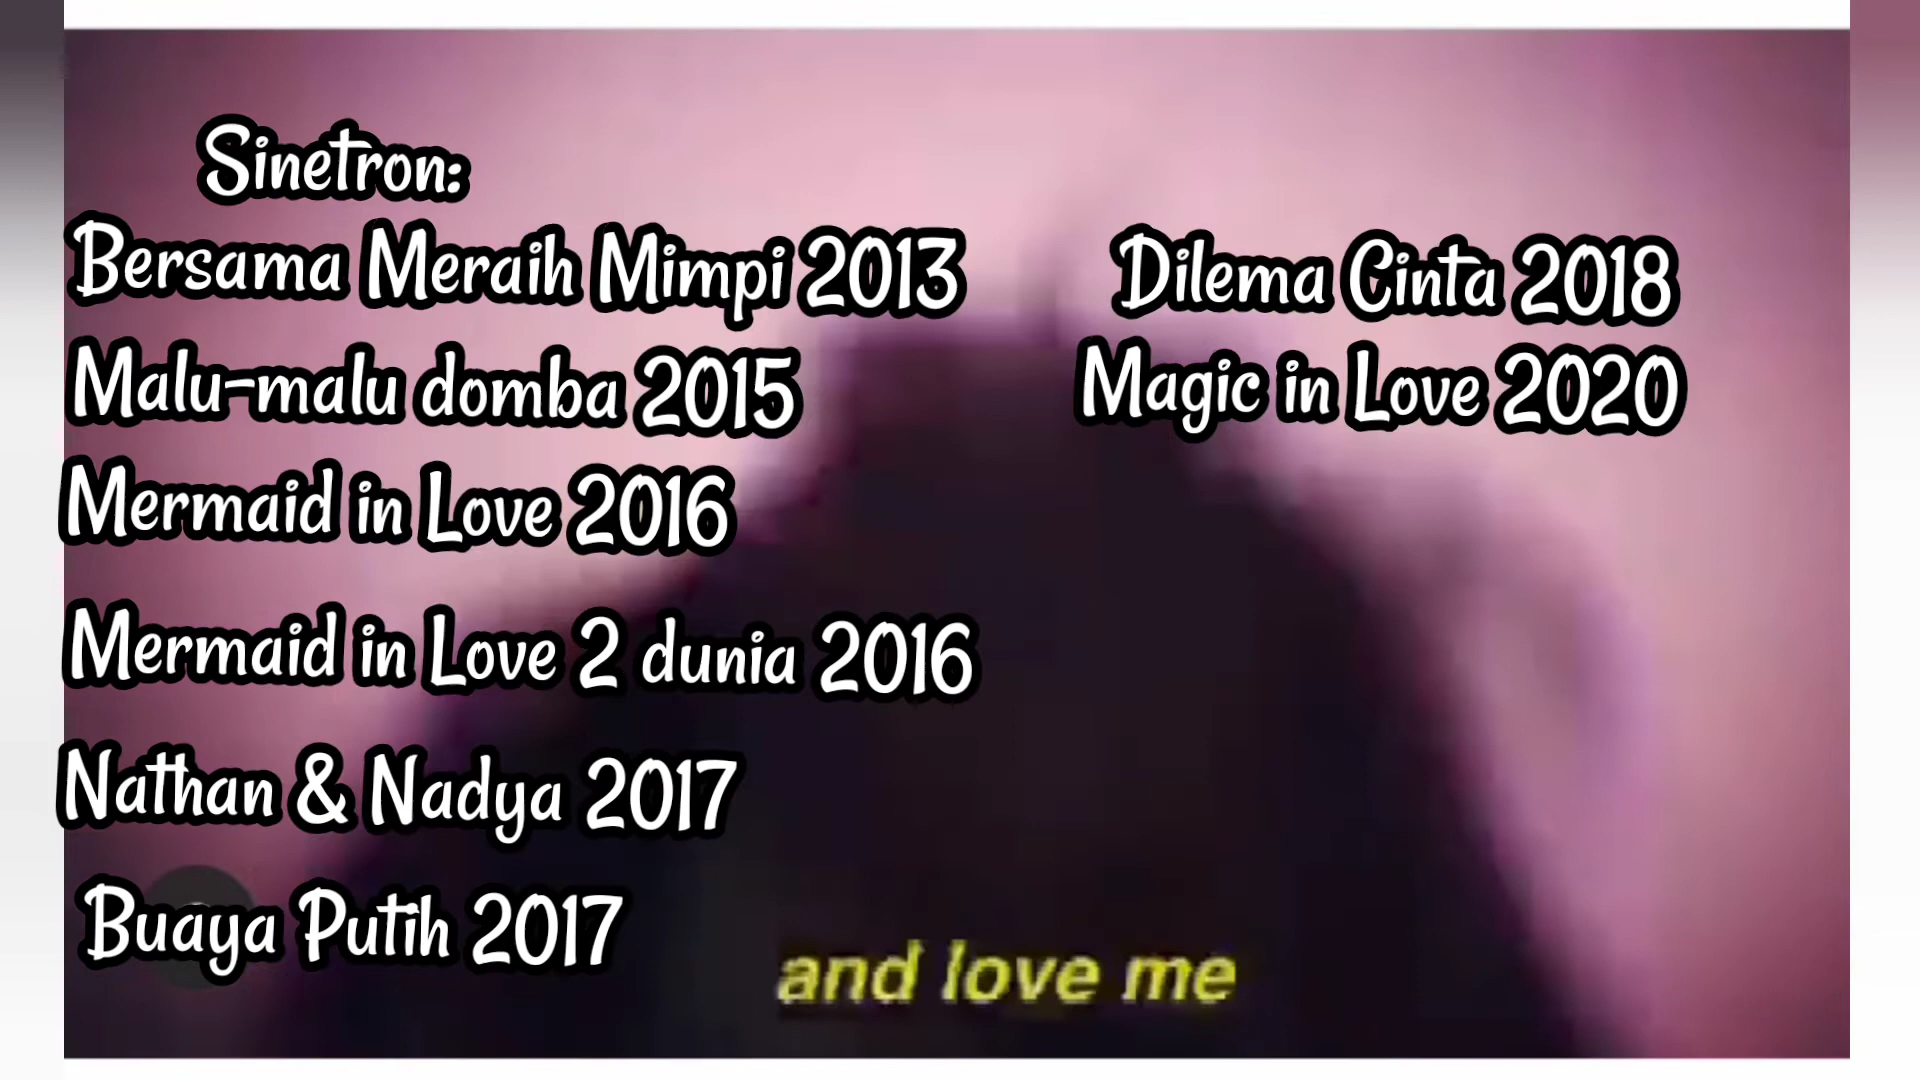 Sinetron:
Bersama Meraih Mimpi 2013
Malu-malu domba 2015
Mermaid in Love 2016
Mermaid in Love 2 dunia 2016
Nathan & Nadya 2017
Buaya Putih 2017
Dilema Cinta 2018
Magic in Love 2020
and love me